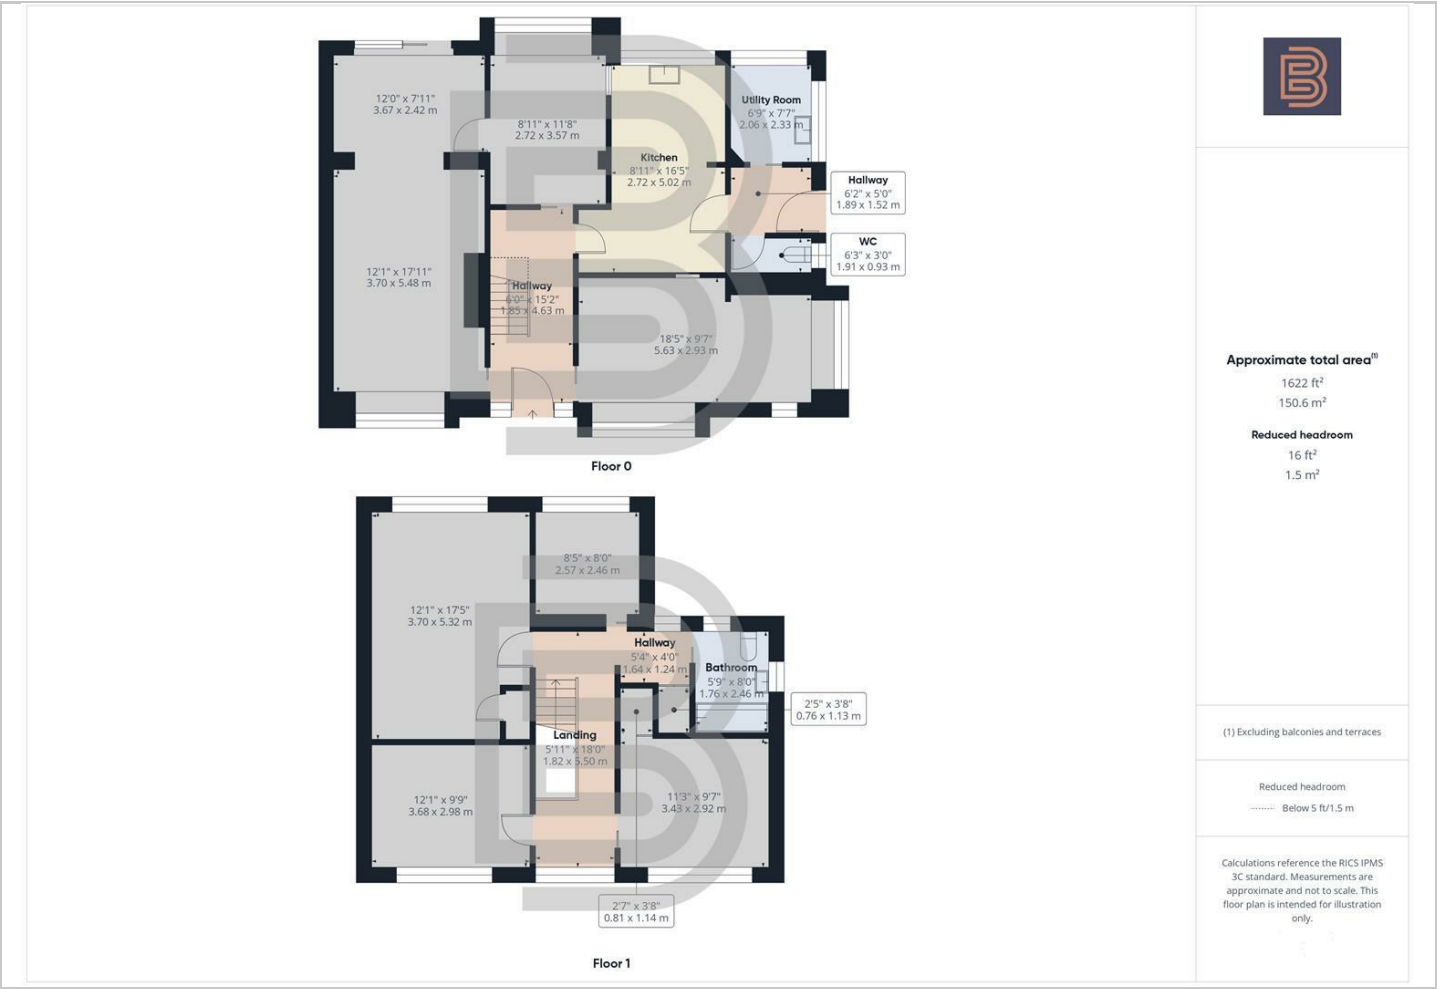 12'0" x 7'11"
3.67 x 2.42 m
8'11" x 11'8"
2.72 x 3.57 m
Kitchen
8'11" x 16'5"
2.72 x 5.02 m
Utility Room
6'9" x 7'7"
2.06 x 2.33 m
Hallway
6'2" x 5'0"
1.89 x 1.52 m
WC
6'3" x 3'0"
1.91 x 0.93 m
12'1" x 17'11"
3.70 x 5.48 m
Hallway
6'0" x 15'2"
1.85 x 4.63 m
18'5" x 9'7"
5.63 x 2.93 m
Floor 0
8'5" x 8'0"
2.57 x 2.46 m
12'1" x 17'5"
3.70 x 5.32 m
Hallway
5'4" x 4'0"
1.64 x 1.24 m
Bathroom
5'9" x 8'0"
1.76 x 2.46 m
2'5" x 3'8"
0.76 x 1.13 m
Landing
5'11" x 18'0"
1.82 x 5.50 m
12'1" x 9'9"
3.68 x 2.98 m
11'3" x 9'7"
3.43 x 2.92 m
2'7" x 3'8"
0.81 x 1.14 m
Floor 1
B
Approximate total area(1)
1622 ft²
150.6 m²
Reduced headroom
16 ft²
1.5 m²
(1) Excluding balconies and terraces
Reduced headroom
Below 5 ft/1.5 m
Calculations reference the RICS IPMS
3C standard. Measurements are
approximate and not to scale. This
floor plan is intended for illustration
only.